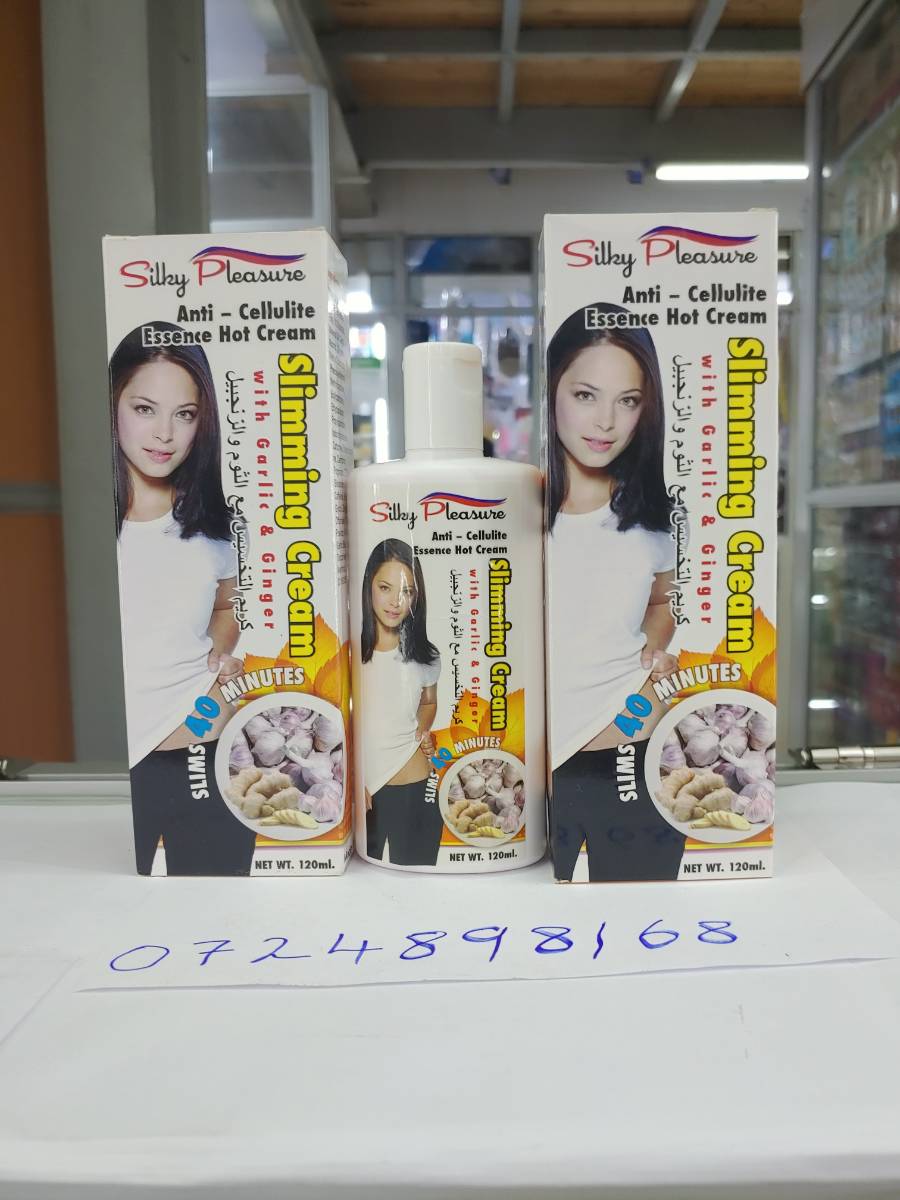 Silky Pleasure
Anti – Cellulite
Essence Hot Cream
Slimming Cream
with Garlic & Ginger
كريم التخسيس مع الثوم والزنجبيل
SLIMS 40 MINUTES
NET WT. 120ml.
Silky Pleasure
Anti – Cellulite
Essence Hot Cream
Slimming Cream
with Garlic & Ginger
كريم التخسيس مع الثوم والزنجبيل
SLIMS 40 MINUTES
NET WT. 120ml.
Silky Pleasure
Anti – Cellulite
Essence Hot Cream
Slimming Cream
with Garlic & Ginger
كريم التخسيس مع الثوم والزنجبيل
SLIMS 40 MINUTES
NET WT. 120ml.
0724898168